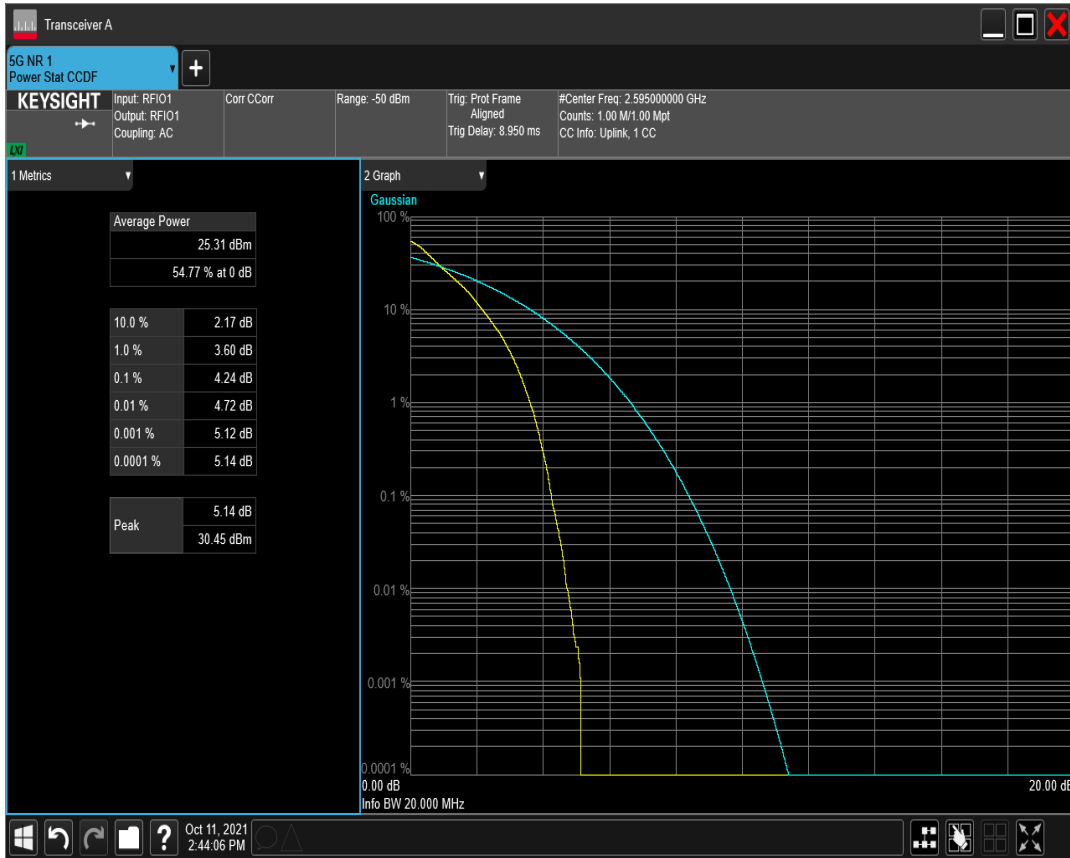 Transceiver A
5G NR 1
Power Stat CCDF
KEYSIGHT
LXI
Input: RFIO1
Output: RFIO1
Coupling: AC
Corr CCorr
Range: -50 dBm
Trig: Prot Frame
Aligned
Trig Delay: 8.950 ms
#Center Freq: 2.595000000 GHz
Counts: 1.00 M/1.00 Mpt
CC Info: Uplink, 1 CC
1 Metrics
Average Power
25.31 dBm
54.77 % at 0 dB
10.0 % 2.17 dB
1.0 % 3.60 dB
0.1 % 4.24 dB
0.01 % 4.72 dB
0.001 % 5.12 dB
0.0001 % 5.14 dB
Peak
5.14 dB
30.45 dBm
2 Graph
Gaussian
100 %
10 %
1 %
0.1 %
0.01 %
0.001 %
0.0001 %
0.00 dB
20.00 dB
Info BW 20.000 MHz
Oct 11, 2021
2:44:06 PM